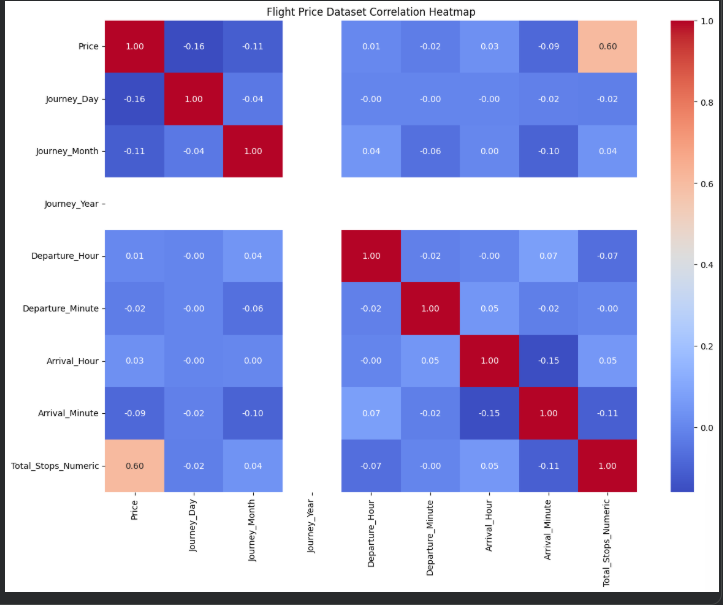 Flight Price Dataset Correlation Heatmap
Price 1.00 -0.16 -0.11 0.01 -0.02 0.03 -0.09 0.60
Journey_Day -0.16 1.00 -0.04 -0.00 -0.00 -0.00 -0.02 -0.02
Journey_Month -0.11 -0.04 1.00 0.04 -0.06 0.00 -0.10 0.04
Journey_Year
Departure_Hour 0.01 -0.00 0.04 1.00 -0.02 -0.00 0.07 -0.07
Departure_Minute -0.02 -0.00 -0.06 -0.02 1.00 0.05 -0.02 -0.00
Arrival_Hour 0.03 -0.00 0.00 -0.00 0.05 1.00 -0.15 0.05
Arrival_Minute -0.09 -0.02 -0.10 0.07 -0.02 -0.15 1.00 -0.11
Total_Stops_Numeric 0.60 -0.02 0.04 -0.07 -0.00 0.05 -0.11 1.00
Price
Journey_Day
Journey_Month
Journey_Year
Departure_Hour
Departure_Minute
Arrival_Hour
Arrival_Minute
Total_Stops_Numeric
1.0
0.8
0.6
0.4
0.2
0.0